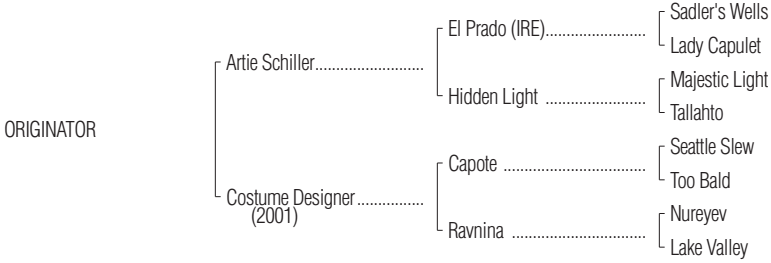 Sadler's Wells
El Prado (IRE)........................
Lady Capulet
Artie Schiller..........................
Majestic Light
Hidden Light ........................
Tallahto
ORIGINATOR
Seattle Slew
Capote ..................................
Too Bald
Costume Designer................
(2001)
Nureyev
Ravnina ................................
Lake Valley